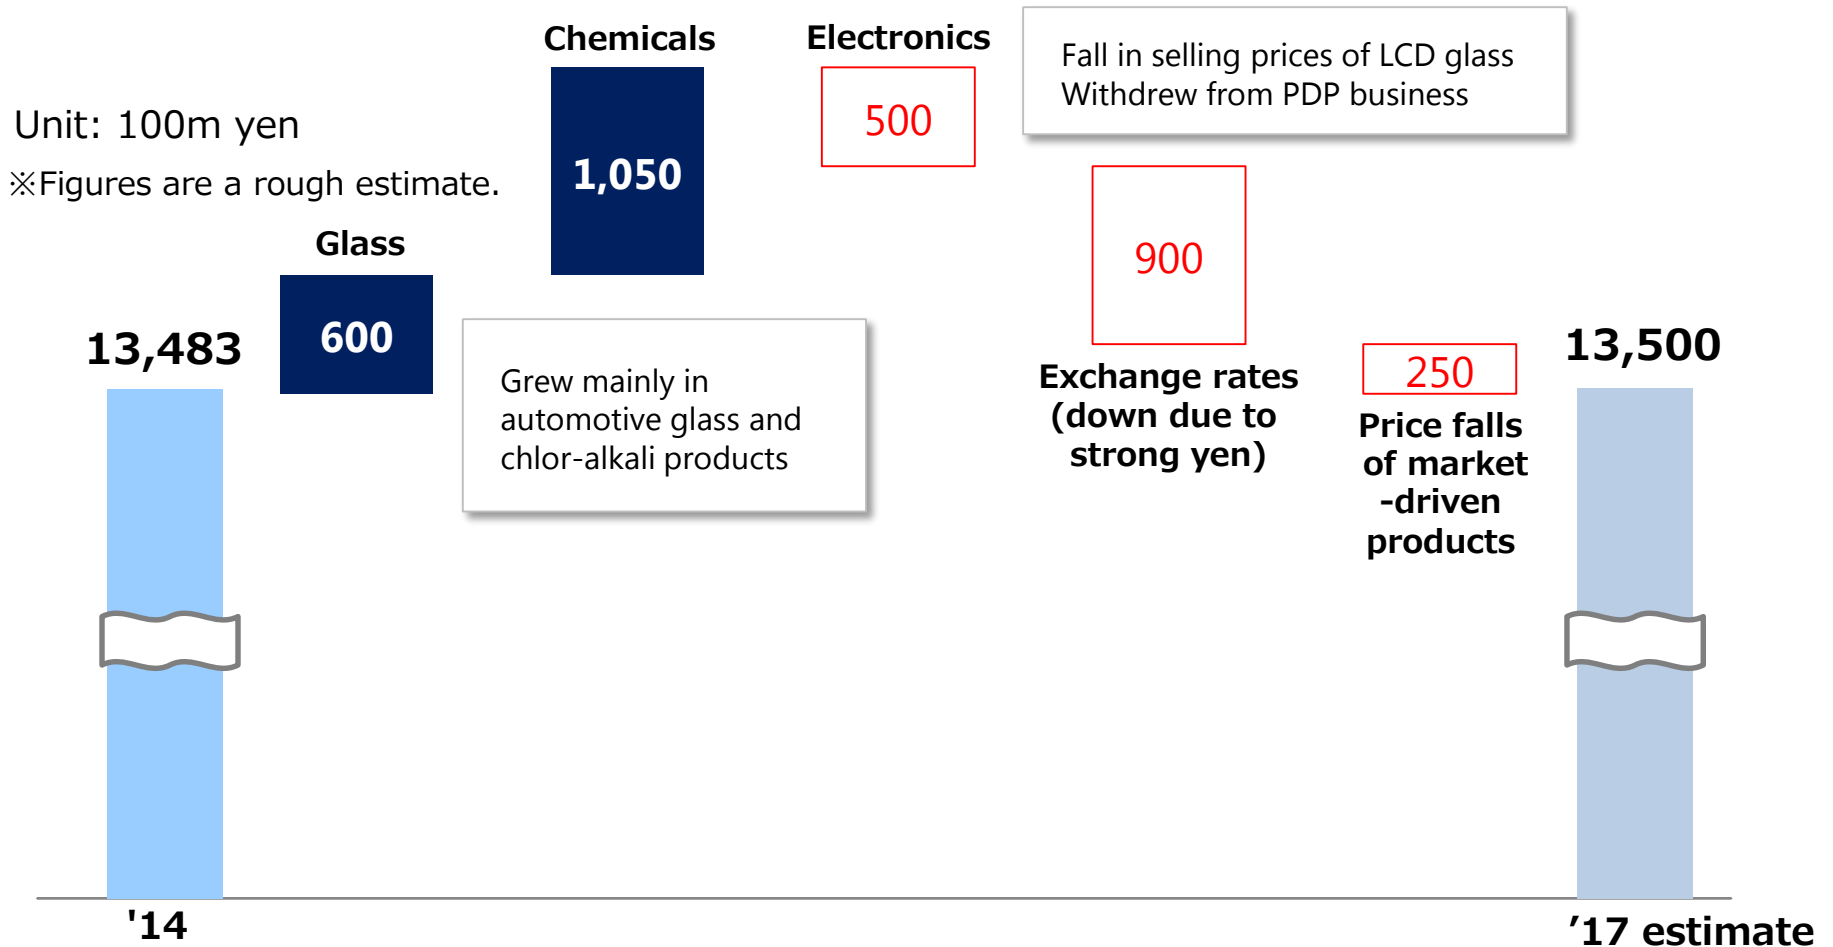 Chemicals
Electronics
Fall in selling prices of LCD glass
Withdrew from PDP business
500
Unit: 100m yen
1,050
※Figures are a rough estimate.
Glass
900
600
13,483
13,500
Grew mainly in
automotive glass and
chlor-alkali products
Exchange rates
(down due to
strong yen)
250
Price falls
of market
-driven
products
'14
’17 estimate